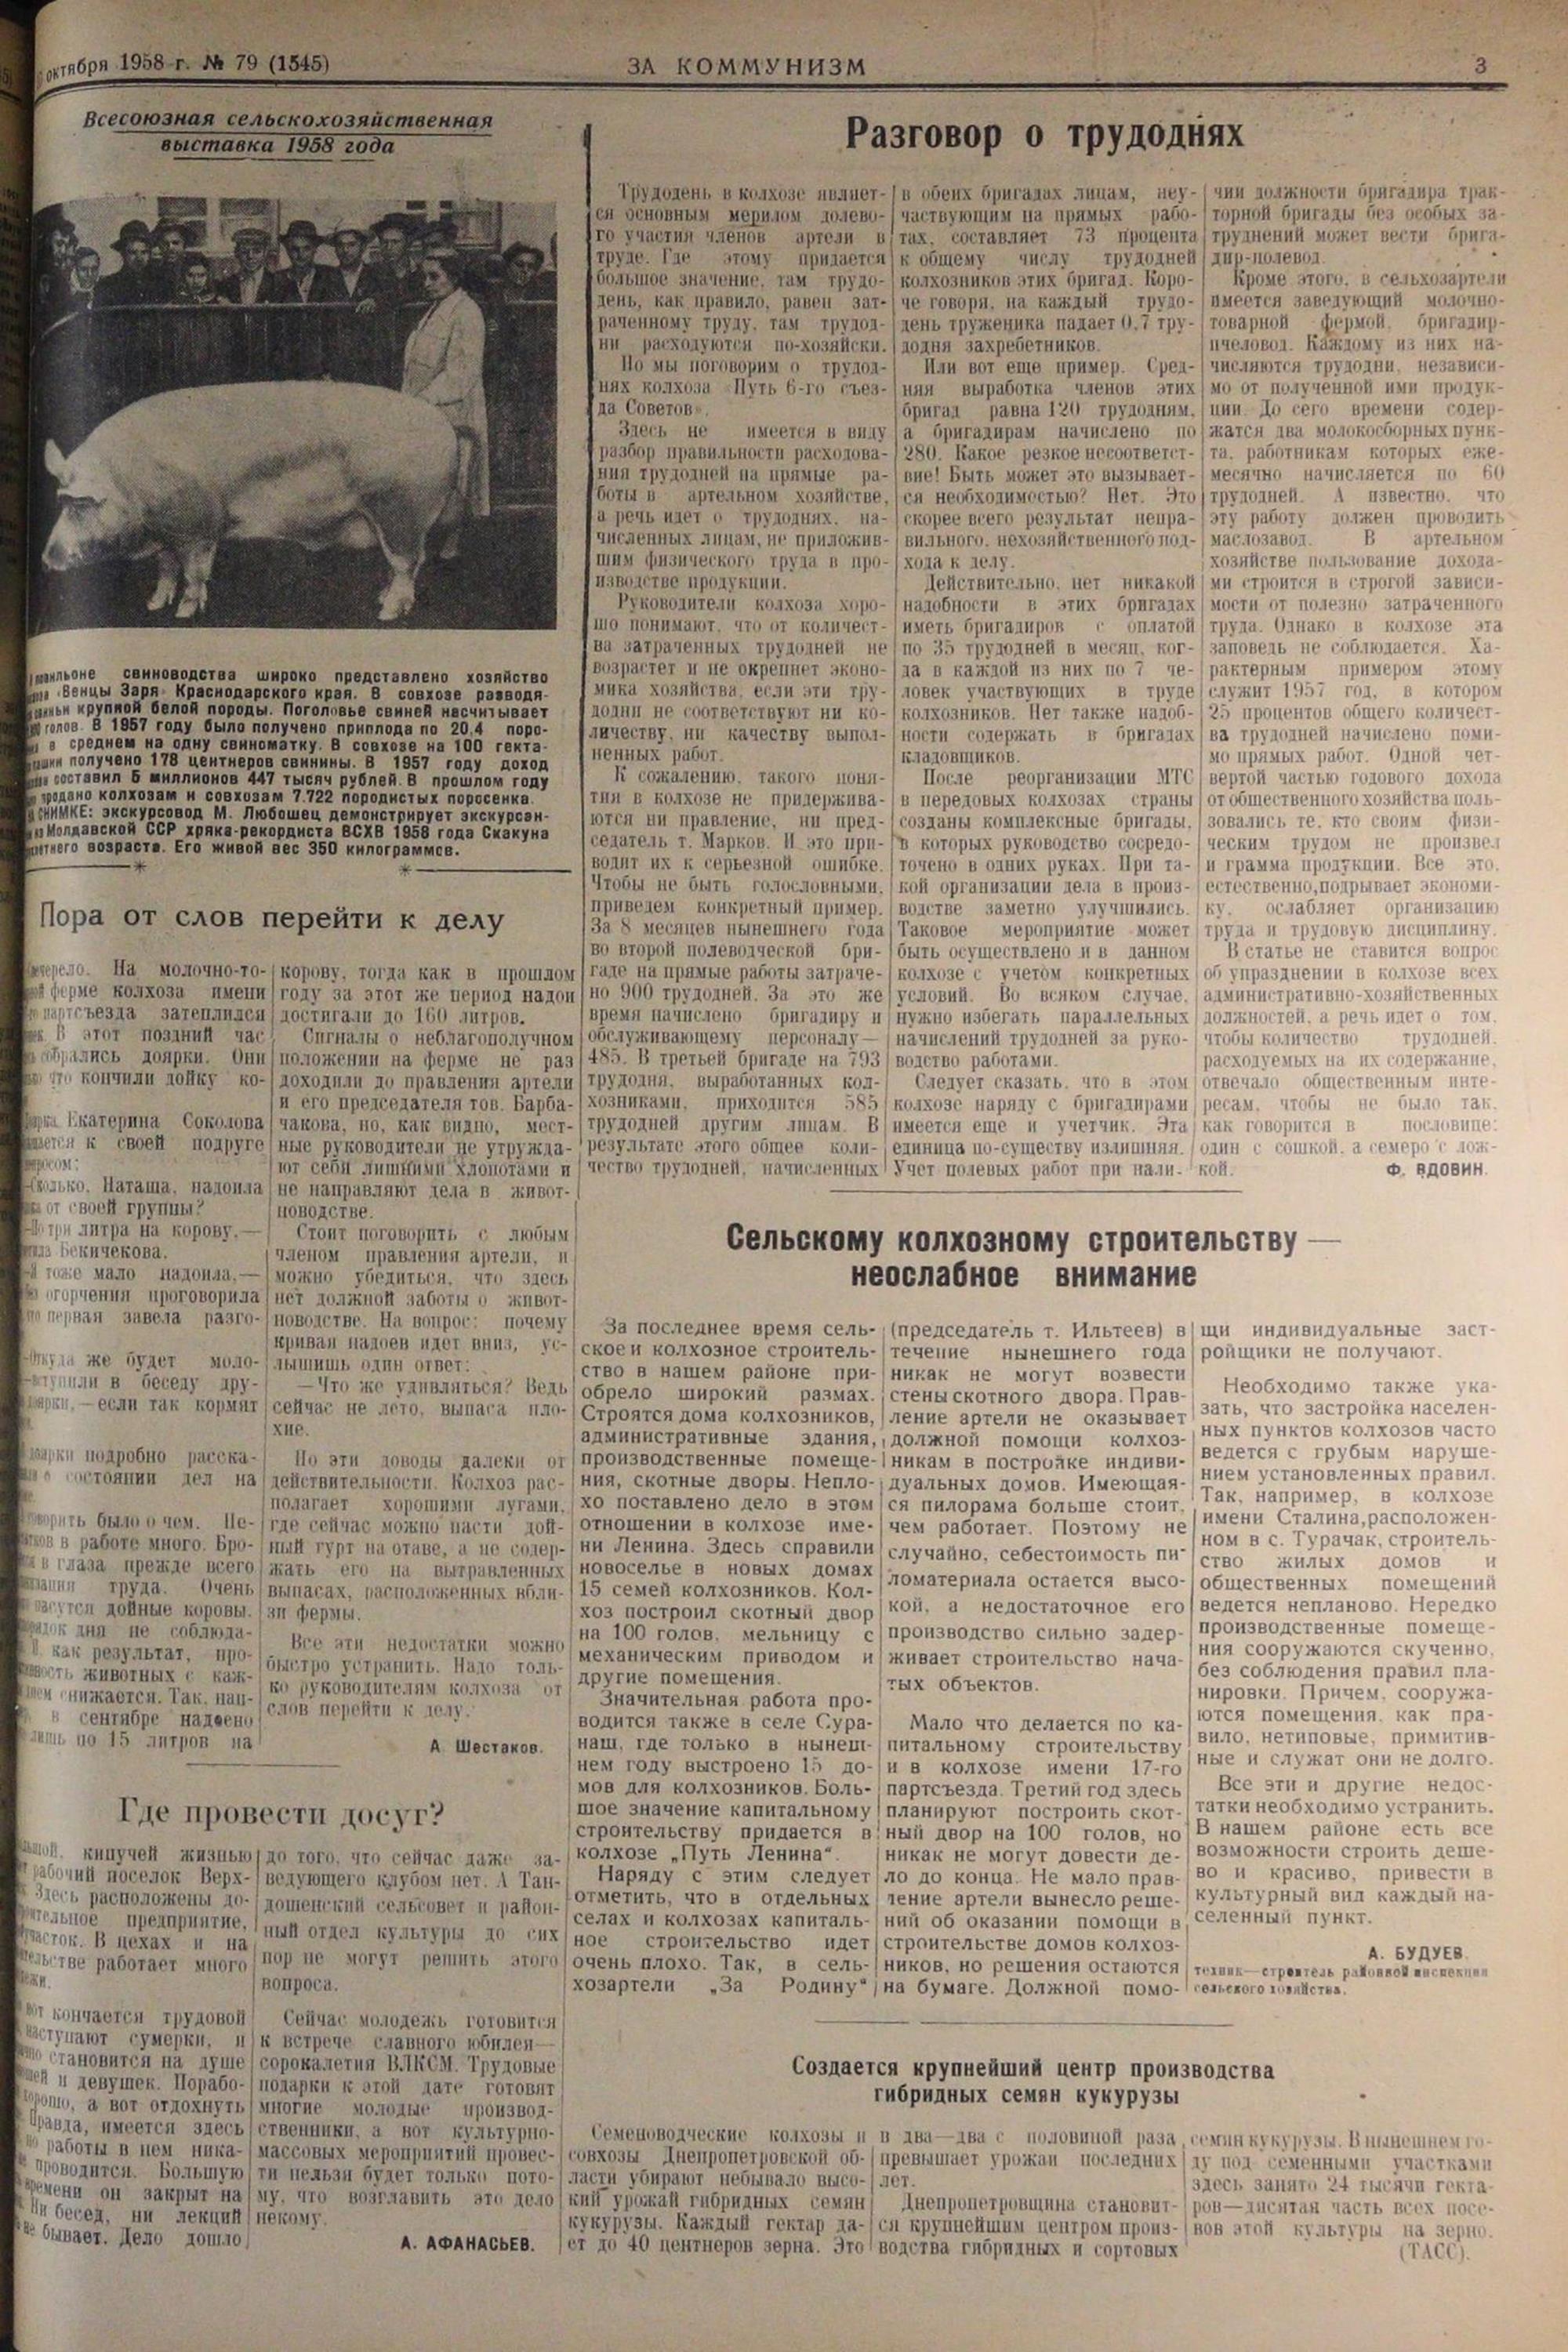 октября 1958 г. № 79 (1545)
ЗА КОММУНИЗМ
3
Всесоюзная сельскохозяйственная
выставка 1958 года
свиноводства широко представлено хозяйство
«Венцы Заря» Краснодарского края. В совхозе разводя-
крупной белой породы. Поголовье свиней насчитывает
голов. В 1957 году было получено приплода по 20,4 поро-
в среднем на одну свиноматку. В совхозе на 100 гекта-
получено 178 центнеров свинины. В 1957 году доход
составил 5 миллионов 447 тысяч рублей. В прошлом году
продано колхозам и совхозам 7.722 породистых поросенка.
СНИМКЕ: экскурсовод М. Любошец демонстрирует экскурсан-
из Молдавской ССР хряка-рекордиста ВСХВ 1958 года Скакуна
возраста. Его живой вес 350 килограммов.
Пора от слов перейти к делу
На молочно-то-
ферме колхоза имени
партсъезда затеплился
В этот поздний час
собрались доярки. Они
что кончили дойку ко-
Екатерина Соколова
к своей подруге
—Сколько, Наташа, надоила
от своей группы?
—По три литра на корову,—
Бекичекова.
—Я тоже мало надоила,—
огорчения проговорила
первая завела разго-
—Откуда же будет моло-
вступили в беседу дру-
доярки,—если так кормят
доярки подробно расска-
о состоянии дел на
говорить было о чем. Не-
в работе много. Бро-
в глаза прежде всего
труда. Очень
пасутся дойные коровы.
дня не соблюда-
как результат, про-
животных с каж-
снижается. Так, нап-
в сентябре надоено
лишь по 15 литров на
корову, тогда как в прошлом
году за этот же период надои
достигали до 160 литров.
Сигналы о неблагополучном
положении на ферме не раз
доходили до правления артели
и его председателя тов. Барба-
чакова, но, как видно, мест-
ные руководители не утружда-
ют себя лишними хлопотами и
не направляют дела в живот-
новодстве.
Стоит поговорить с любым
членом правления артели, и
можно убедиться, что здесь
нет должной заботы о живот-
новодстве. На вопрос: почему
кривая надоев идет вниз, ус-
лышишь один ответ:
—Что же удивляться? Ведь
сейчас не лето, выпаса пло-
хие.
Но эти доводы далеки от
действительности. Колхоз рас-
полагает хорошими лугами,
где сейчас можно пасти дой-
ный гурт на отаве, а не содер-
жать его на вытравленных
выпасах, расположенных вбли-
зи фермы.
Все эти недостатки можно
быстро устранить. Надо толь-
ко руководителям колхоза от
слов перейти к делу.
А. Шестаков.
Где провести досуг?
кипучей жизнью
рабочий поселок Верх-
Здесь расположены до-
предприятие,
участок. В цехах и на
работает много
кончается трудовой
наступают сумерки, и
становится на душе
и девушек. Порабо-
хорошо, а вот отдохнуть
Правда, имеется здесь
работы в нем ника-
проводится. Большую
времени он закрыт на
Ни бесед, ни лекций
не бывает. Дело дошло
до того, что сейчас даже за-
ведующего клубом нет. А Тан-
дошенский сельсовет и район-
ный отдел культуры до сих
пор не могут решить этого
вопроса.
Сейчас молодежь готовится
к встрече славного юбилея—
сорокалетия ВЛКСМ. Трудовые
подарки к этой дате готовят
многие молодые производ-
ственники, а вот культурно-
массовых мероприятий провес-
ти нельзя будет только пото-
му, что возглавить это дело
некому.
А. АФАНАСЬЕВ.
Разговор о трудоднях
Трудодень в колхозе являет-
ся основным мерилом долево-
го участия членов артели в
труде. Где этому придается
большое значение, там трудо-
день, как правило, равен зат-
раченному труду, там трудод-
ни расходуются по-хозяйски.
Но мы поговорим о трудод-
нях колхоза «Путь 6-го съез-
да Советов».
Здесь не имеется в виду
разбор правильности расходова-
ния трудодней на прямые ра-
боты в артельном хозяйстве,
а речь идет о трудоднях, на-
численных лицам, не приложив-
шим физического труда в про-
изводстве продукции.
Руководители колхоза хоро-
шо понимают, что от количест-
ва затраченных трудодней не
возрастет и не окрепнет эконо-
мика хозяйства, если эти тру-
додни не соответствуют ни ко-
личеству, ни качеству выпол-
ненных работ.
К сожалению, такого поня-
тия в колхозе не придержива-
ются ни правление, ни пред-
седатель т. Марков. И это при-
водит их к серьезной ошибке.
Чтобы не быть голословными,
приведем конкретный пример.
За 8 месяцев нынешнего года
во второй полеводческой бри-
гаде на прямые работы затраче-
но 900 трудодней. За это же
время начислено бригадиру и
обслуживающему персоналу—
485. В третьей бригаде на 793
трудодня, выработанных кол-
хозниками, приходится 585
трудодней другим лицам. В
результате этого общее коли-
чество трудодней, начисленных
в обеих бригадах лицам, неу-
частвующим на прямых рабо-
тах, составляет 73 процента
к общему числу трудодней
колхозников этих бригад. Коро-
че говоря, на каждый трудо-
день труженика падает 0,7 тру-
додня захребетников.
Или вот еще пример. Сред-
няя выработка членов этих
бригад равна 120 трудодням,
а бригадирам начислено по
280. Какое резкое несоответст-
вие! Быть может это вызывает-
ся необходимостью? Нет. Это
скорее всего результат непра-
вильного, нехозяйственного под-
хода к делу.
Действительно, нет никакой
надобности в этих бригадах
иметь бригадиров с оплатой
по 35 трудодней в месяц, ког-
да в каждой из них по 7 че-
ловек участвующих в труде
колхозников. Нет также надоб-
ности содержать в бригадах
кладовщиков.
После реорганизации МТС
в передовых колхозах страны
созданы комплексные бригады,
в которых руководство сосредо-
точено в одних руках. При та-
кой организации дела в произ-
водстве заметно улучшились.
Таковое мероприятие может
быть осуществлено и в данном
колхозе с учетом конкретных
условий. Во всяком случае,
нужно избегать параллельных
начислений трудодней за руко-
водство работами.
Следует сказать, что в этом
колхозе наряду с бригадирами
имеется еще и учетчик. Эта
единица по-существу излишняя.
Учет полевых работ при нали-
чии должности бригадира трак-
торной бригады без особых за-
труднений может вести брига-
дир-полевод.
Кроме этого, в сельхозартели
имеется заведующий молочно-
товарной фермой, бригадир-
пчеловод. Каждому из них на-
числяются трудодни, независи-
мо от полученной ими продук-
ции. До сего времени содер-
жатся два молокосборных пунк-
та, работникам которых еже-
месячно начисляется по 60
трудодней. А известно, что
эту работу должен проводить
маслозавод. В артельном
хозяйстве пользование дохода-
ми строится в строгой зависи-
мости от полезно затраченного
труда. Однако в колхозе эта
заповедь не соблюдается. Ха-
рактерным примером этому
служит 1957 год, в котором
25 процентов общего количест-
ва трудодней начислено поми-
мо прямых работ. Одной чет-
вертой частью годового дохода
от общественного хозяйства поль-
зовались те, кто своим физи-
ческим трудом не произвел
и грамма продукции. Все это,
естественно, подрывает экономи-
ку, ослабляет организацию
труда и трудовую дисциплину.
В статье не ставится вопрос
об упразднении в колхозе всех
административно-хозяйственных
должностей, а речь идет о том,
чтобы количество трудодней,
расходуемых на их содержание,
отвечало общественным инте-
ресам, чтобы не было так,
как говорится в пословице:
один с сошкой, а семеро с лож-
кой.
Ф. ВДОВИН.
Сельскому колхозному строительству —
неослабное внимание
За последнее время сель-
ское и колхозное строитель-
ство в нашем районе при-
обрело широкий размах.
Строятся дома колхозников,
административные здания,
производственные помеще-
ния, скотные дворы. Непло-
хо поставлено дело в этом
отношении в колхозе име-
ни Ленина. Здесь справили
новоселье в новых домах
15 семей колхозников. Кол-
хоз построил скотный двор
на 100 голов, мельницу с
механическим приводом и
другие помещения.
Значительная работа про-
водится также в селе Сура-
наш, где только в нынеш-
нем году выстроено 15 до-
мов для колхозников. Боль-
шое значение капитальному
строительству придается в
колхозе „Путь Ленина“.
Наряду с этим следует
отметить, что в отдельных
селах и колхозах капиталь-
ное строительство идет
очень плохо. Так, в сель-
хозартели „За Родину“
(председатель т. Ильтеев) в
течение нынешнего года
никак не могут возвести
стены скотного двора. Прав-
ление артели не оказывает
должной помощи колхоз-
никам в постройке индиви-
дуальных домов. Имеющая-
ся пилорама больше стоит,
чем работает. Поэтому не
случайно, себестоимость пи-
ломатериала остается высо-
кой, а недостаточное его
производство сильно задер-
живает строительство нача-
тых объектов.
Мало что делается по ка-
питальному строительству
и в колхозе имени 17-го
партсъезда. Третий год здесь
планируют построить скот-
ный двор на 100 голов, но
никак не могут довести де-
ло до конца. Не мало прав-
ление артели вынесло реше-
ний об оказании помощи в
строительстве домов колхоз-
ников, но решения остаются
на бумаге. Должной помо-
щи индивидуальные заст-
ройщики не получают.
Необходимо также ука-
зать, что застройка населен-
ных пунктов колхозов часто
ведется с грубым наруше-
нием установленных правил.
Так, например, в колхозе
имени Сталина, расположен-
ном в с. Турачак, строитель-
ство жилых домов и
общественных помещений
ведется непланово. Нередко
производственные помеще-
ния сооружаются скученно,
без соблюдения правил пла-
нировки. Причем, сооружа-
ются помещения, как пра-
вило, нетиповые, примитив-
ные и служат они не долго.
Все эти и другие недос-
татки необходимо устранить.
В нашем районе есть все
возможности строить деше-
во и красиво, привести в
культурный вид каждый на-
селенный пункт.
А. БУДУЕВ.
техник—строитель районной инспекции
сельского хозяйства.
Создается крупнейший центр производства
гибридных семян кукурузы
Семеноводческие колхозы и
совхозы Днепропетровской об-
ласти убирают небывало высо-
кий урожай гибридных семян
кукурузы. Каждый гектар да-
ет до 40 центнеров зерна. Это
в два—два с половиной раза
превышает урожаи последних
лет.
Днепропетровщина становит-
ся крупнейшим центром произ-
водства гибридных и сортовых
семян кукурузы. В нынешнем го-
ду под семенными участками
здесь занято 24 тысячи гекта-
ров—десятая часть всех посе-
вов этой культуры на зерно.
(ТАСС).